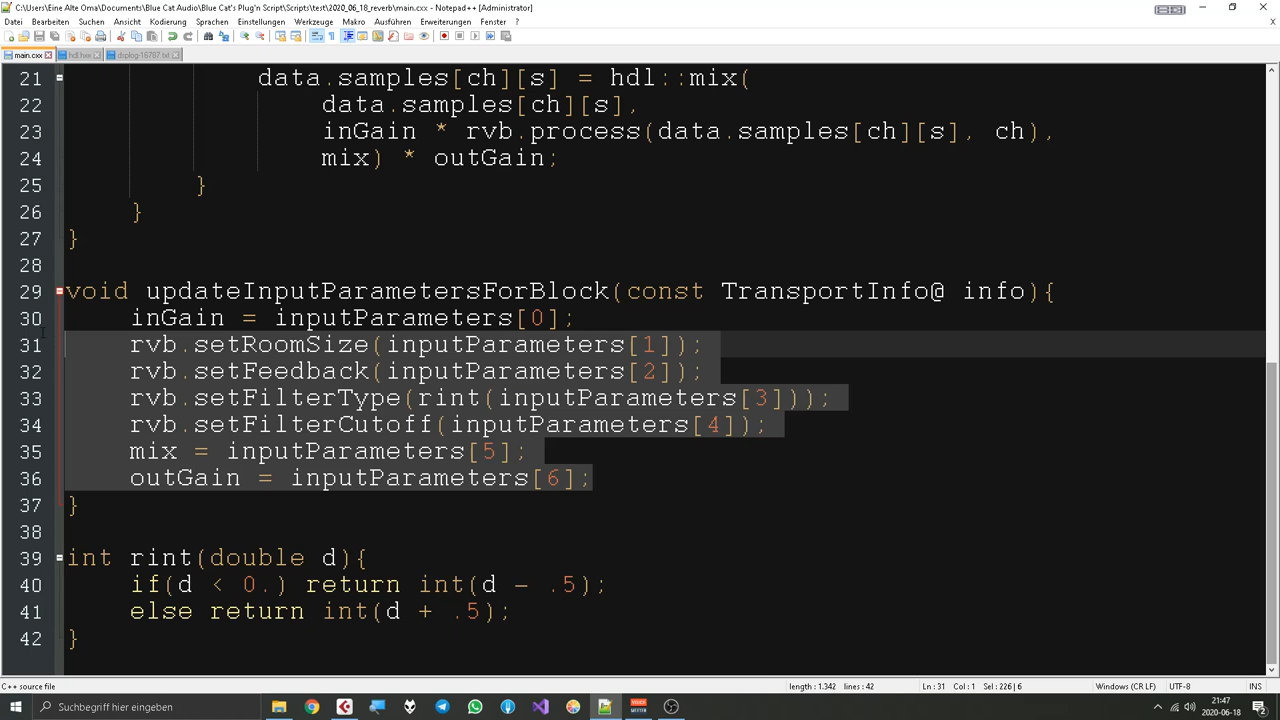 C:\Users\Eine Alte Oma\Documents\Blue Cat Audio\Blue Cat's Plug'n Script\Scripts\test\2020_06_18_reverb\main.cxx - Notepad++ [Administrator]
Datei Bearbeiten Suchen Ansicht Kodierung Sprachen Einstellungen Werkzeuge Makro Ausführen Erweiterungen Fenster ?
X
main.cxx hdl.hex drplog-16787.txt
21 data.samples[ch][s] = hdl::mix(
22 data.samples[ch][s],
23 inGain * rvb.process(data.samples[ch][s], ch),
24 mix) * outGain;
25 }
26 }
27 }
28
29 void updateInputParametersForBlock(const TransportInfo@ info){
30 inGain = inputParameters[0];
31 rvb.setRoomSize(inputParameters[1]);
32 rvb.setFeedback(inputParameters[2]);
33 rvb.setFilterType(rint(inputParameters[3]));
34 rvb.setFilterCutoff(inputParameters[4]);
35 mix = inputParameters[5];
36 outGain = inputParameters[6];
37 }
38
39 int rint(double d){
40 if(d < 0.) return int(d - .5);
41 else return int(d + .5);
42 }
C++ source file length : 1.342 lines : 42 Ln : 31 Col : 1 Sel : 226 | 6 Windows (CR LF) UTF-8 INS
Suchbegriff hier eingeben 21:47
2020-06-18